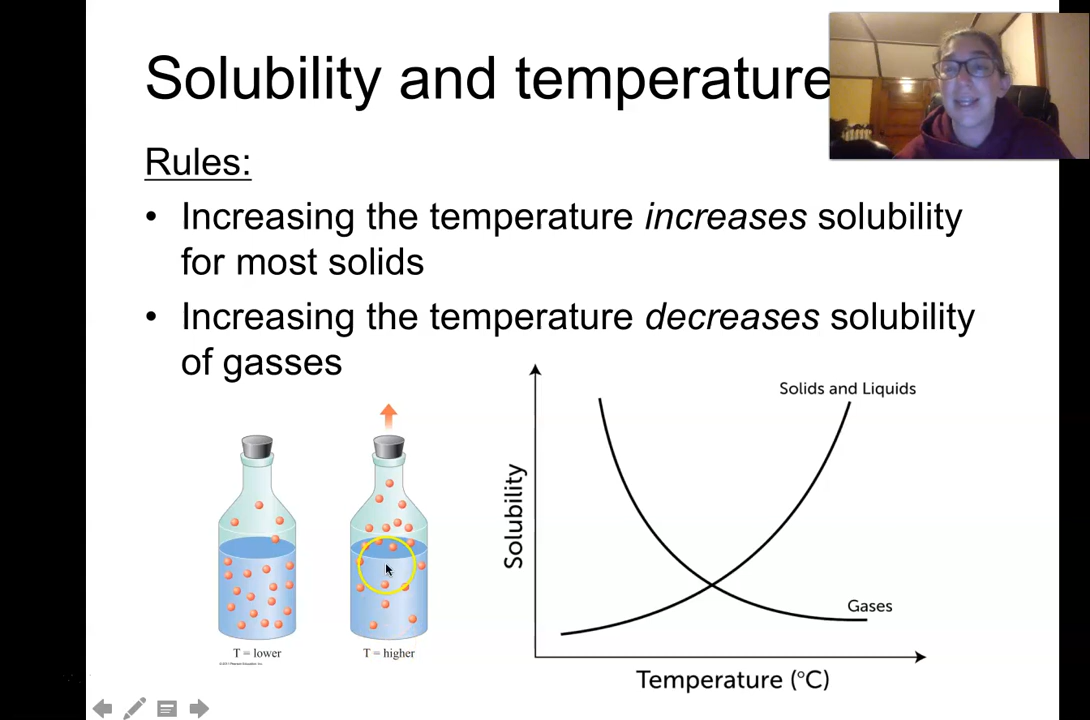 Solubility and temperature
Rules:
• Increasing the temperature increases solubility
for most solids
• Increasing the temperature decreases solubility
of gasses
Solids and Liquids
Solubility
Gases
T = lower
T = higher
Temperature (°C)